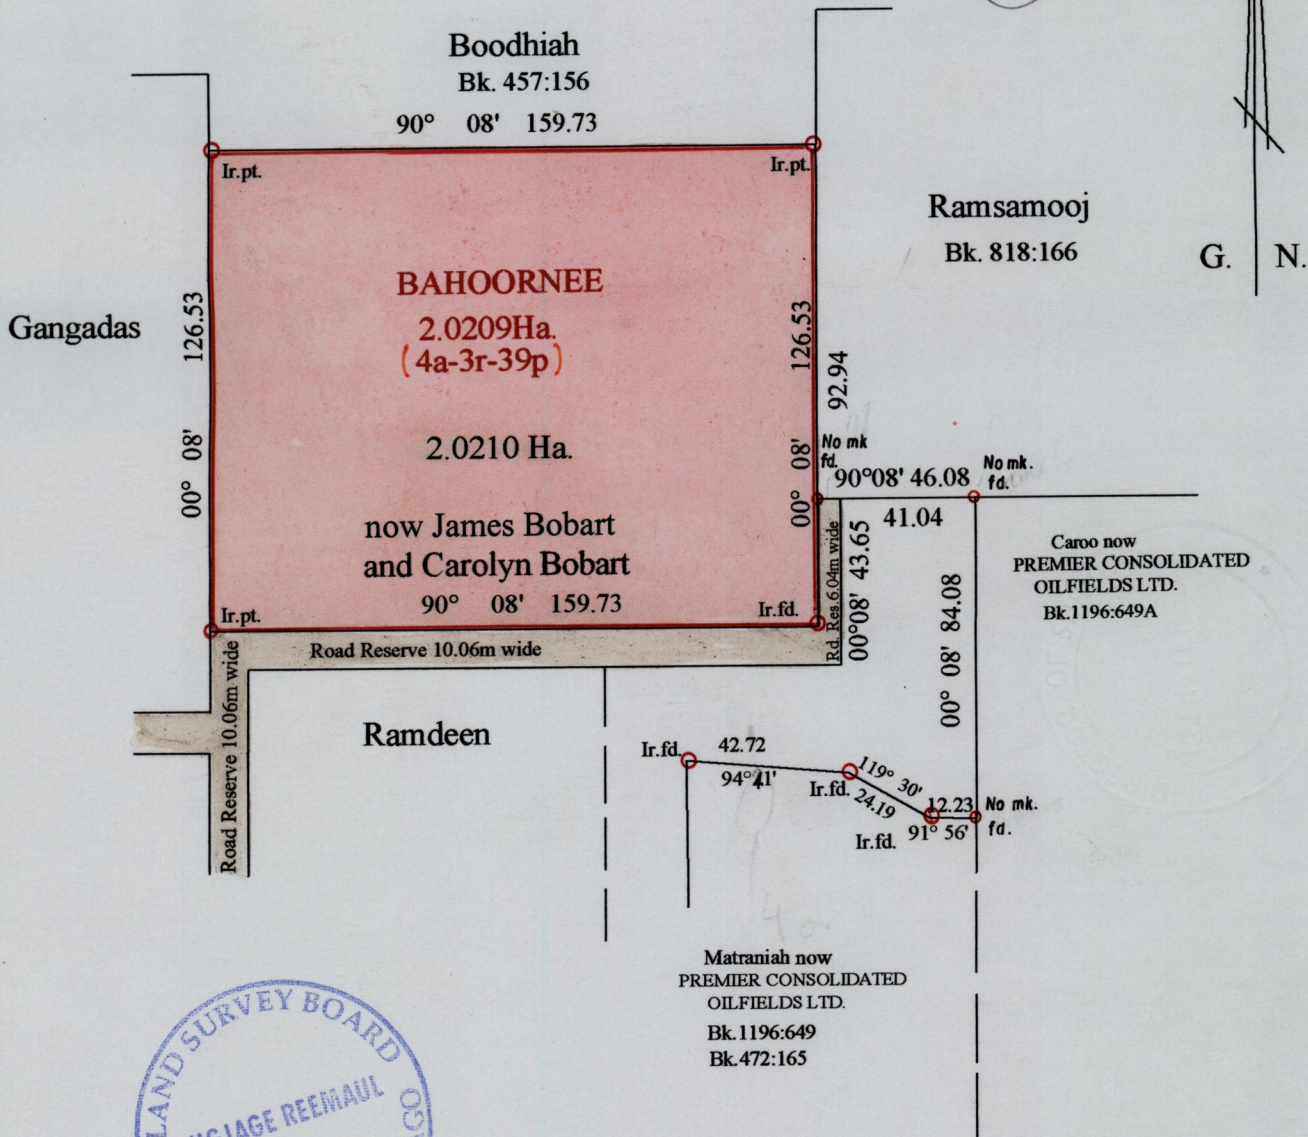 Boodhiah
Bk. 457:156
90° 08' 159.73
Ir.pt.
Ir.pt.
Ramsamooj
Bk. 818:166
G. N.
BAHOORNEE
2.0209Ha.
(4a-3r-39p)
Gangadas
00° 08' 126.53
00° 08' 126.53
92.94
2.0210 Ha.
No mk
fd.
90°08' 46.08
No mk.
fd.
41.04
now James Bobart
and Carolyn Bobart
90° 08' 159.73
Ir.pt.
Ir.fd.
Rd. Res.6.04m wide
00°08' 43.65
00° 08' 84.08
Caroo now
PREMIER CONSOLIDATED
OILFIELDS LTD.
Bk.1196:649A
Road Reserve 10.06m wide
Road Reserve 10.06m wide
Ramdeen
Ir.fd.
42.72
94°41'
Ir.fd.
119° 30'
24.19
Ir.fd.
12.23
91° 56'
No mk.
fd.
Matraniah now
PREMIER CONSOLIDATED
OILFIELDS LTD.
Bk.1196:649
Bk.472:165
LAND SURVEY BOARD
JAGE REEMAUL